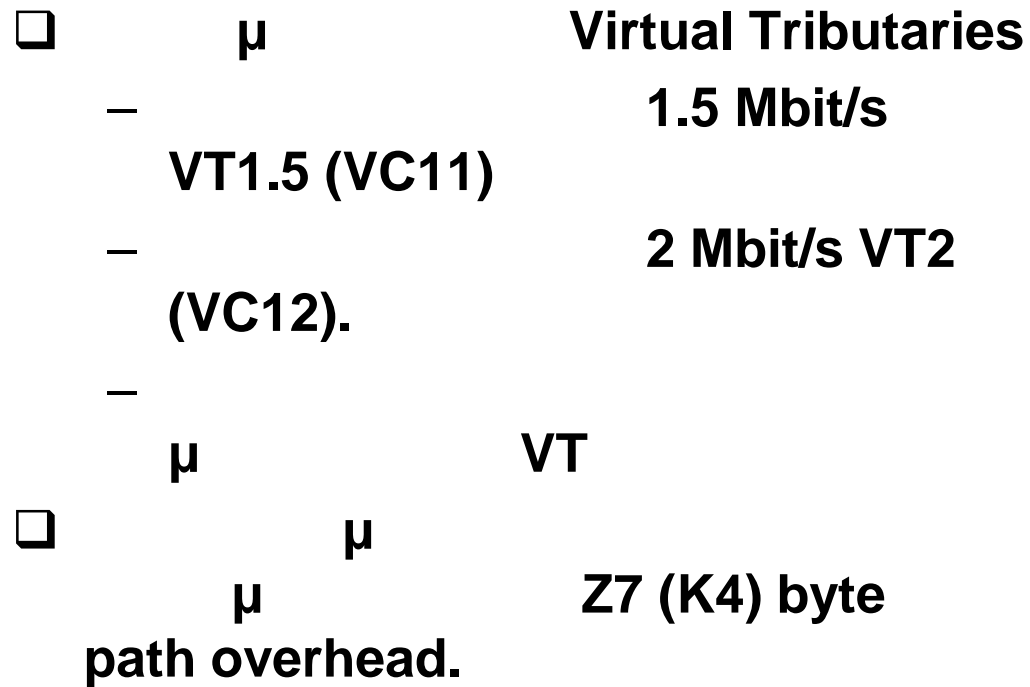 ❑ µ Virtual Tributaries
– 1.5 Mbit/s
VT1.5 (VC11)
– 2 Mbit/s VT2
(VC12).
–
µ VT
❑ µ
µ Z7 (K4) byte
path overhead.